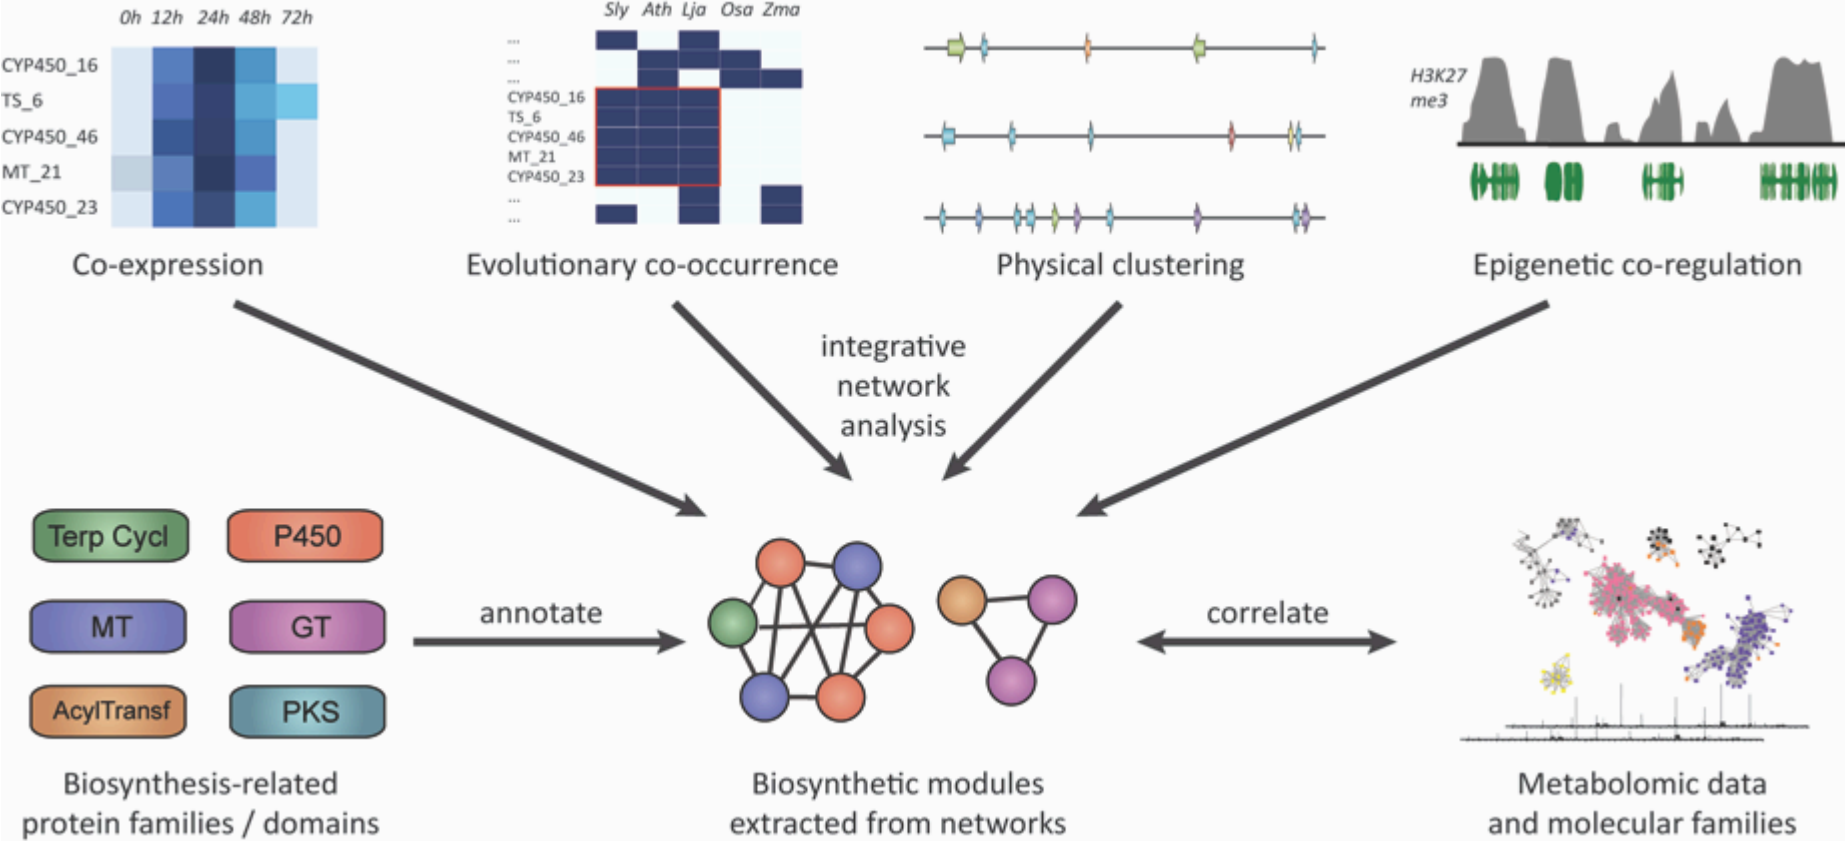 0h 12h 24h 48h 72h
CYP450_16
TS_6
CYP450_46
MT_21
CYP450_23
Co-expression
Sly Ath Lja Osa Zma
...
...
...
CYP450_16
TS_6
CYP450_46
MT_21
CYP450_23
...
...
Evolutionary co-occurrence
Physical clustering
H3K27
me3
Epigenetic co-regulation
integrative
network
analysis
Terp Cycl P450
MT GT
AcylTransf PKS
annotate
correlate
Biosynthesis-related
protein families / domains
Biosynthetic modules
extracted from networks
Metabolomic data
and molecular families